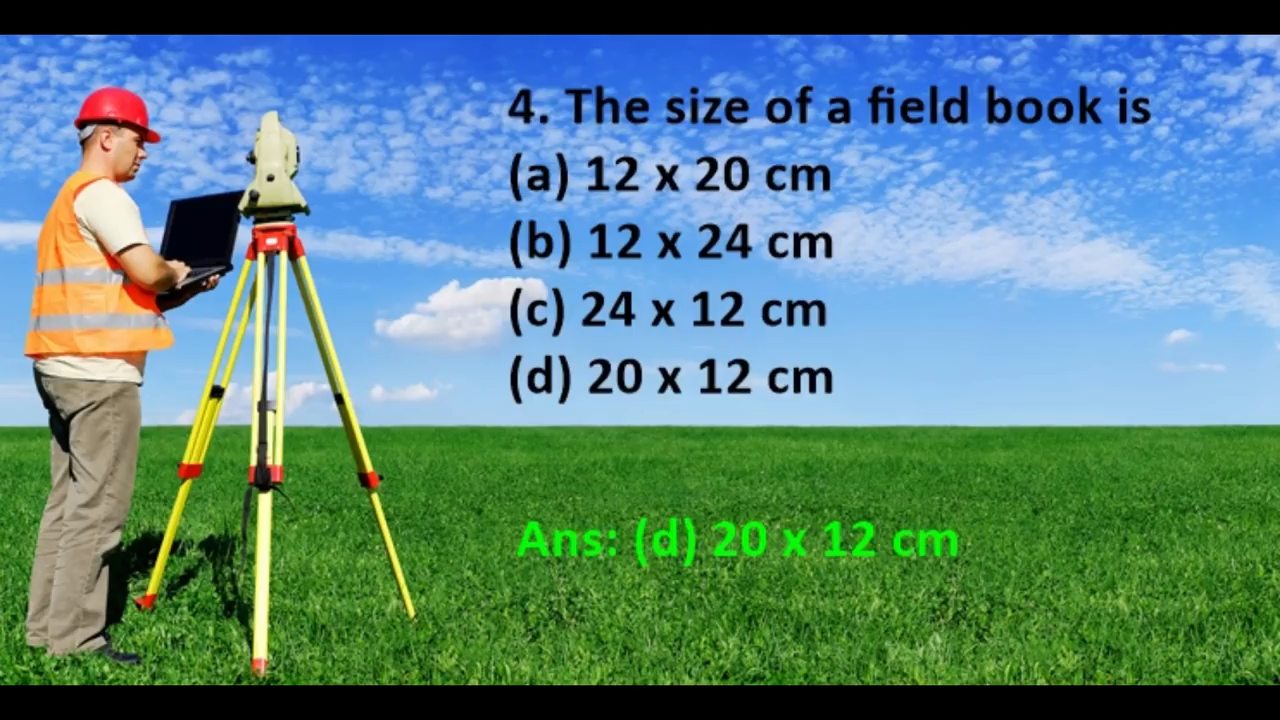 4. The size of a field book is
(a) 12 x 20 cm
(b) 12 x 24 cm
(c) 24 x 12 cm
(d) 20 x 12 cm
Ans: (d) 20 x 12 cm